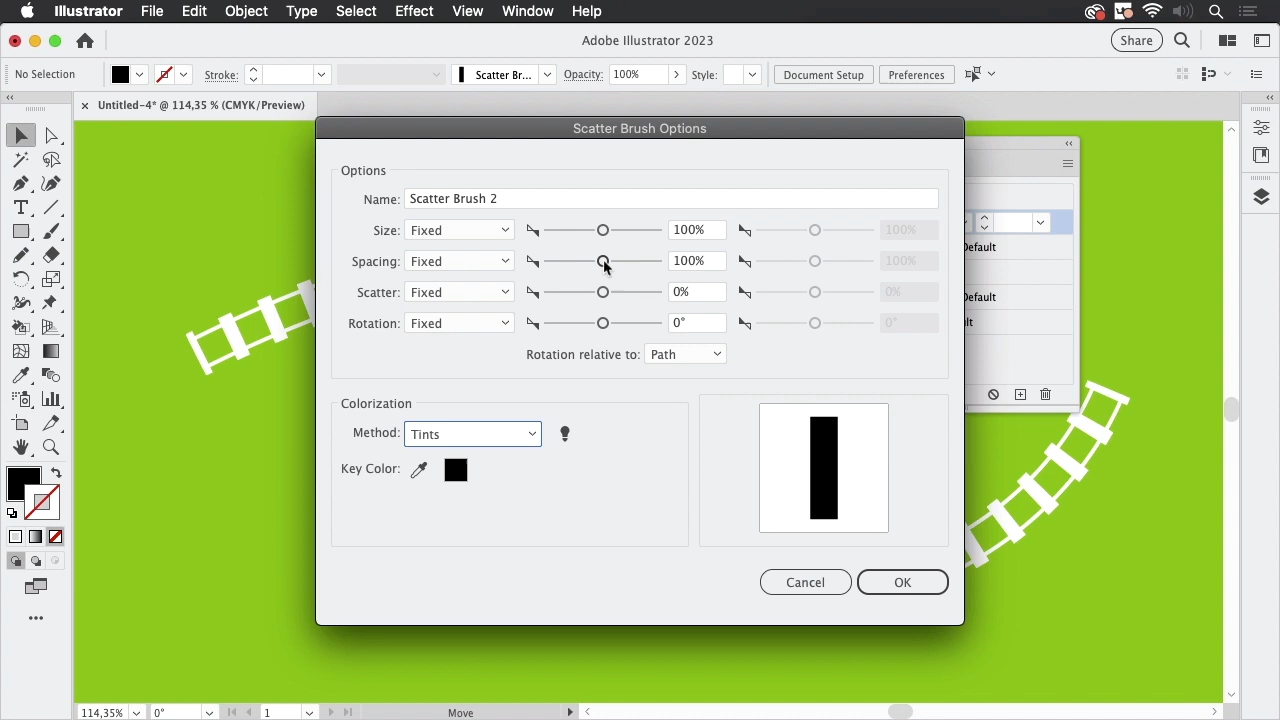 Illustrator File Edit Object Type Select Effect View Window Help
Adobe Illustrator 2023
Share
No Selection
Stroke:
Scatter Br...
Opacity:
100%
Style:
Document Setup
Preferences
Untitled-4* @ 114,35 % (CMYK/Preview)
Scatter Brush Options
Options
Name: Scatter Brush 2
Size: Fixed 100% 100%
Spacing: Fixed 100% 100%
Scatter: Fixed 0% 0%
Rotation: Fixed 0° 0°
Rotation relative to: Path
Colorization
Method: Tints
Key Color:
Cancel
OK
114,35%
0°
1
Move